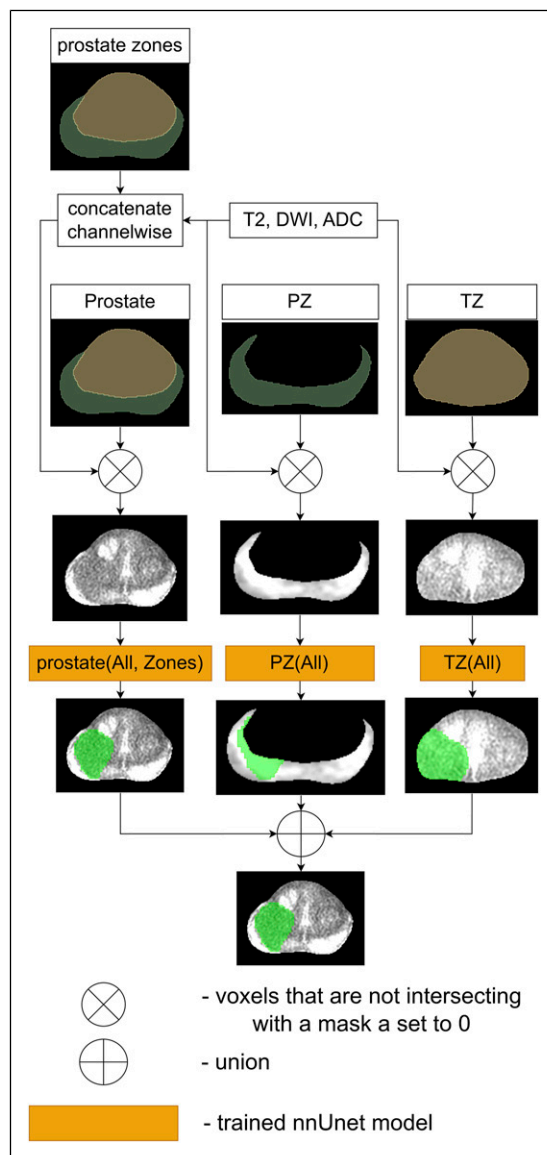 prostate zones
concatenate
channelwise
T2, DWI, ADC
Prostate
PZ
TZ
prostate(All, Zones)
PZ(All)
TZ(All)
- voxels that are not intersecting
with a mask a set to 0
- union
- trained nnUnet model